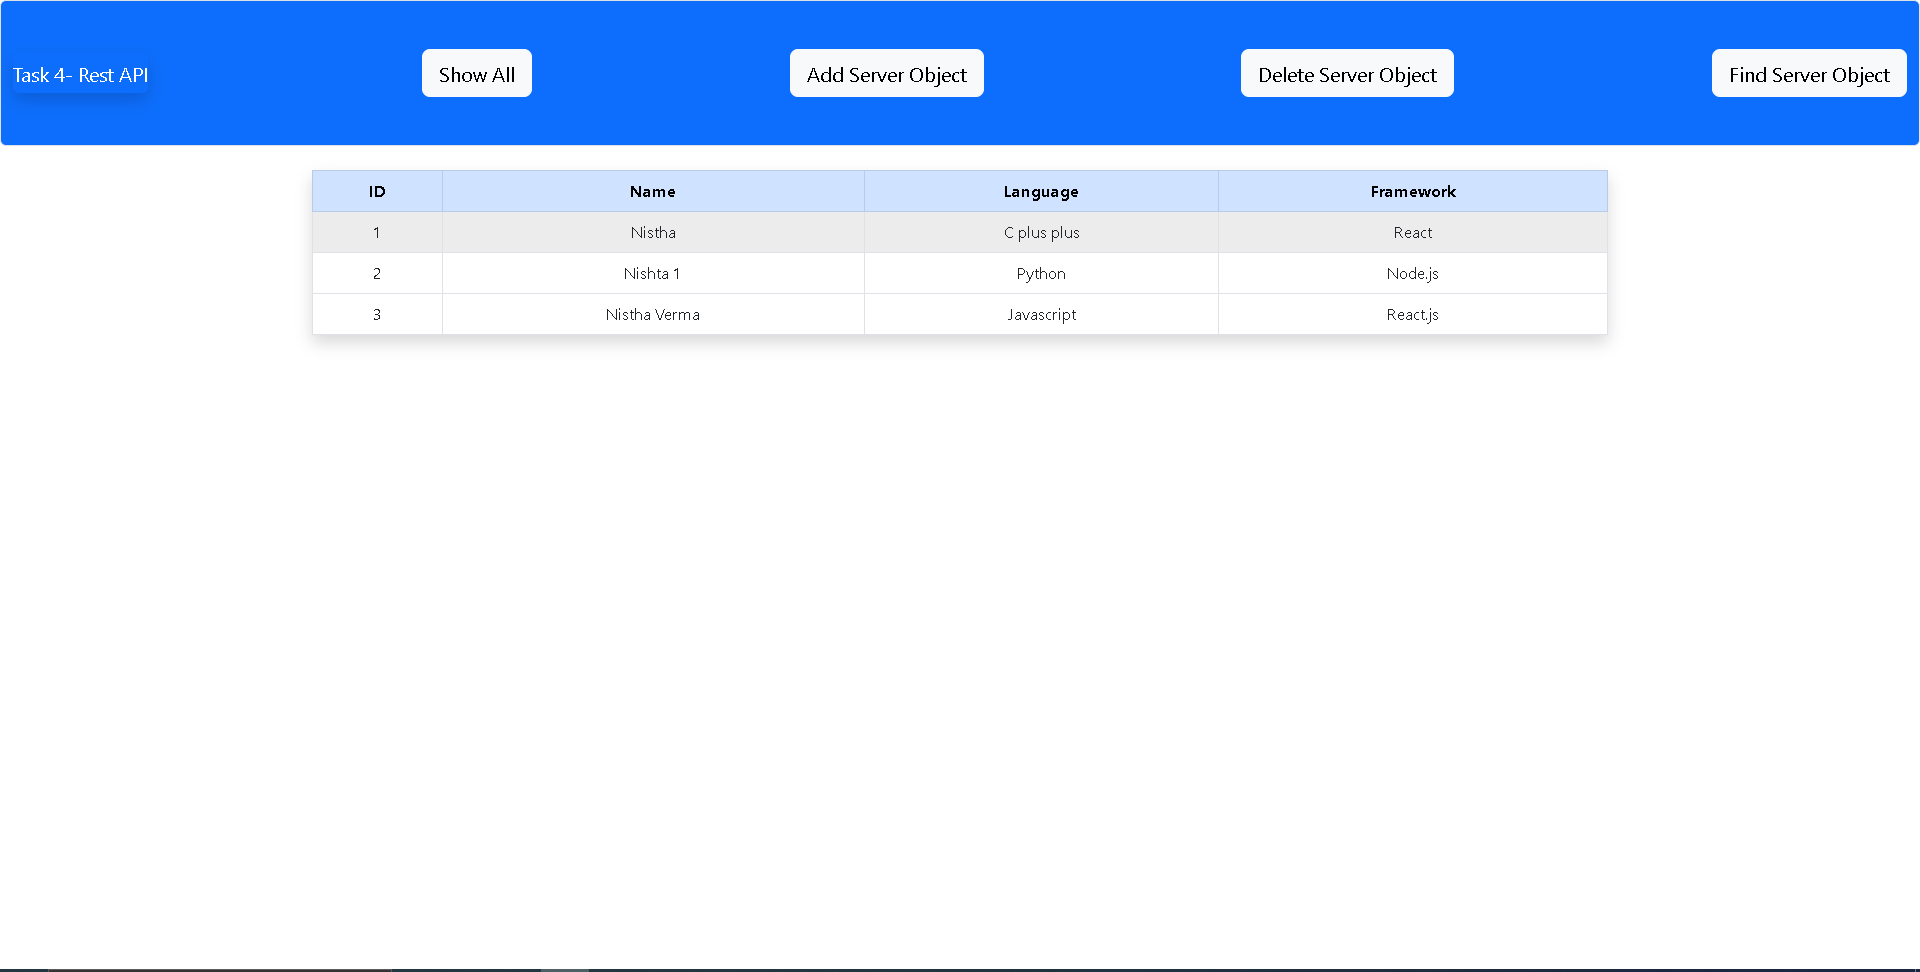 Task 4- Rest API Show All Add Server Object Delete Server Object Find Server Object
ID Name Language Framework
1 Nistha C plus plus React
2 Nishta 1 Python Node.js
3 Nistha Verma Javascript React.js